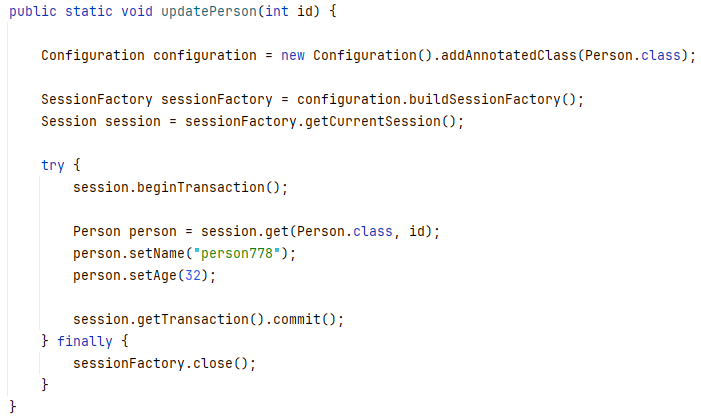 public static void updatePerson(int id) {
Configuration configuration = new Configuration().addAnnotatedClass(Person.class);
SessionFactory sessionFactory = configuration.buildSessionFactory();
Session session = sessionFactory.getCurrentSession();
try {
session.beginTransaction();
Person person = session.get(Person.class, id);
person.setName("person778");
person.setAge(32);
session.getTransaction().commit();
} finally {
sessionFactory.close();
}
}